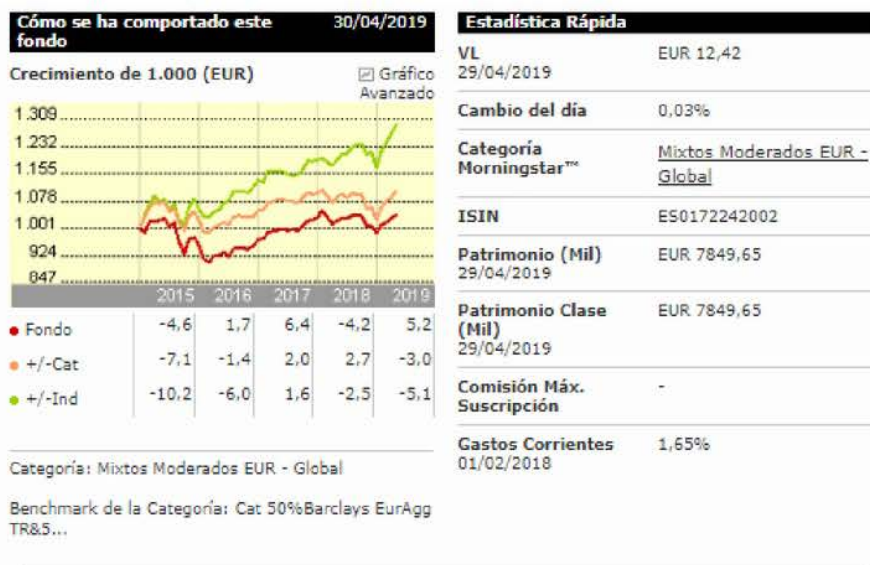 Cómo se ha comportado este fondo 30/04/2019
Crecimiento de 1.000 (EUR) Gráfico Avanzado
1.309
1.232
1.155
1.078
1.001
924
847
2015 2016 2017 2018 2019
Fondo -4,6 1,7 6,4 -4,2 5,2
+/-Cat -7,1 -1,4 2,0 2,7 -3,0
+/-Ind -10,2 -6,0 1,6 -2,5 -5,1
Categoría: Mixtos Moderados EUR - Global
Benchmark de la Categoría: Cat 50%Barclays EurAgg
TR&5...
Estadística Rápida
VL EUR 12,42
29/04/2019
Cambio del día 0,03%
Categoría Mixtos Moderados EUR -
Morningstar™ Global
ISIN ES0172242002
Patrimonio (Mil) EUR 7849,65
29/04/2019
Patrimonio Clase EUR 7849,65
(Mil)
29/04/2019
Comisión Máx. -
Suscripción
Gastos Corrientes 1,65%
01/02/2018